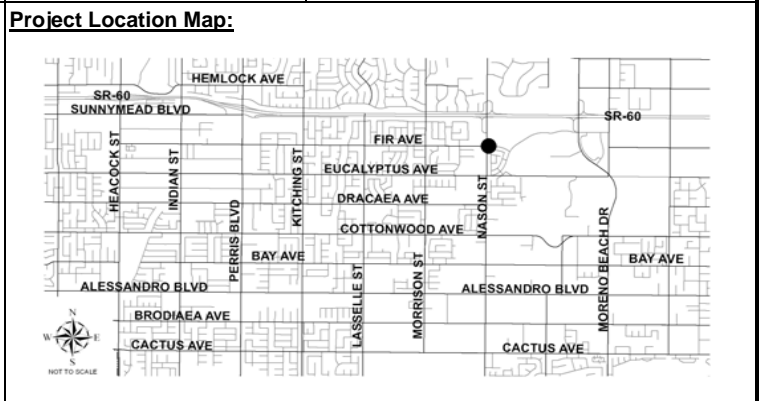 Project Location Map:
HEMLOCK AVE
SR-60
SUNNYMEAD BLVD
SR-60
FIR AVE
EUCALYPTUS AVE
DRACAEA AVE
COTTONWOOD AVE
BAY AVE
BAY AVE
ALESSANDRO BLVD
ALESSANDRO BLVD
BRODIAEA AVE
CACTUS AVE
CACTUS AVE
HEACOCK ST
INDIAN ST
PERRIS BLVD
KITCHING ST
LASSELLE ST
MORRISON ST
NASON ST
MORENO BEACH DR
N
W
E
S
NOT TO SCALE